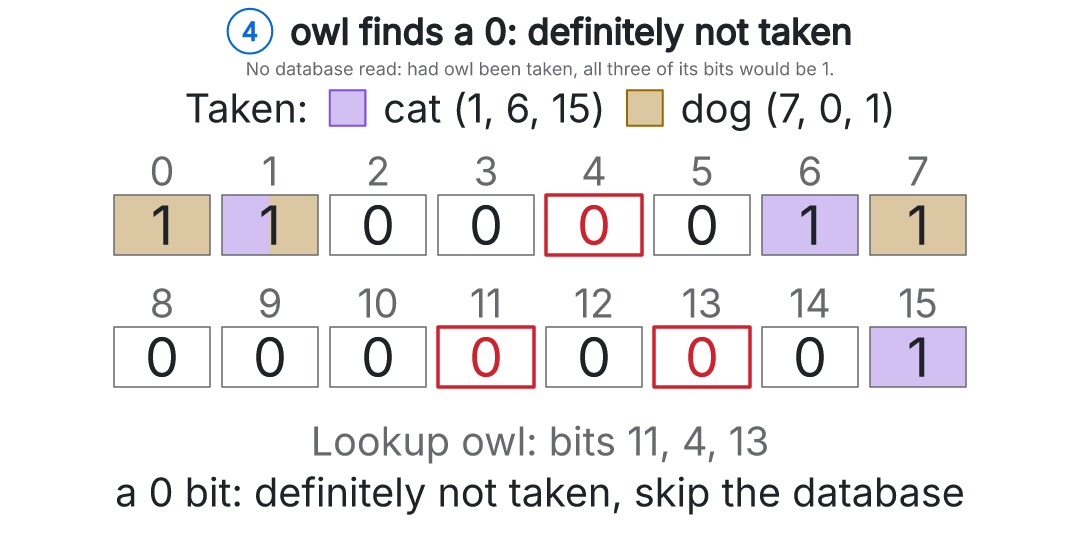 4 owl finds a 0: definitely not taken
No database read: had owl been taken, all three of its bits would be 1.
Taken: cat (1, 6, 15) dog (7, 0, 1)
0 1 2 3 4 5 6 7
1 1 0 0 0 0 1 1
8 9 10 11 12 13 14 15
0 0 0 0 0 0 0 1
Lookup owl: bits 11, 4, 13
a 0 bit: definitely not taken, skip the database